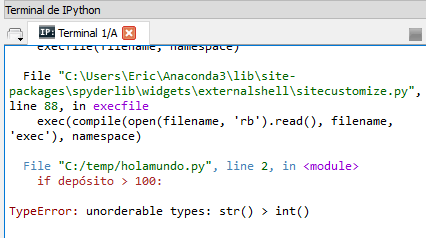 Terminal de IPython
IP: Terminal 1/A
execfile(filename, namespace)
File "C:\Users\Eric\Anaconda3\lib\site-
packages\spyderlib\widgets\externalshell\sitecustomize.py",
line 88, in execfile
exec(compile(open(filename, 'rb').read(), filename,
'exec'), namespace)
File "C:/temp/holamundo.py", line 2, in <module>
if depósito > 100:
TypeError: unorderable types: str() > int()